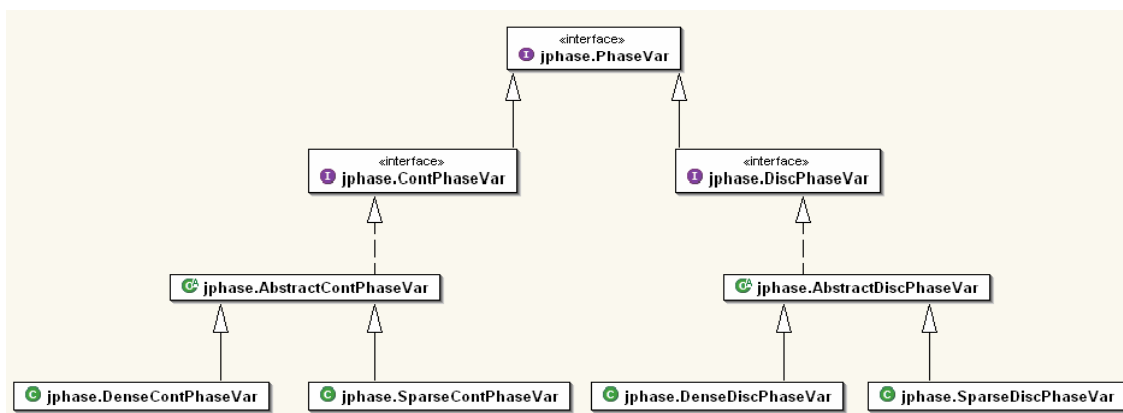 «interface»
jphase.PhaseVar
«interface»
jphase.ContPhaseVar
«interface»
jphase.DiscPhaseVar
jphase.AbstractContPhaseVar
jphase.AbstractDiscPhaseVar
jphase.DenseContPhaseVar
jphase.SparseContPhaseVar
jphase.DenseDiscPhaseVar
jphase.SparseDiscPhaseVar